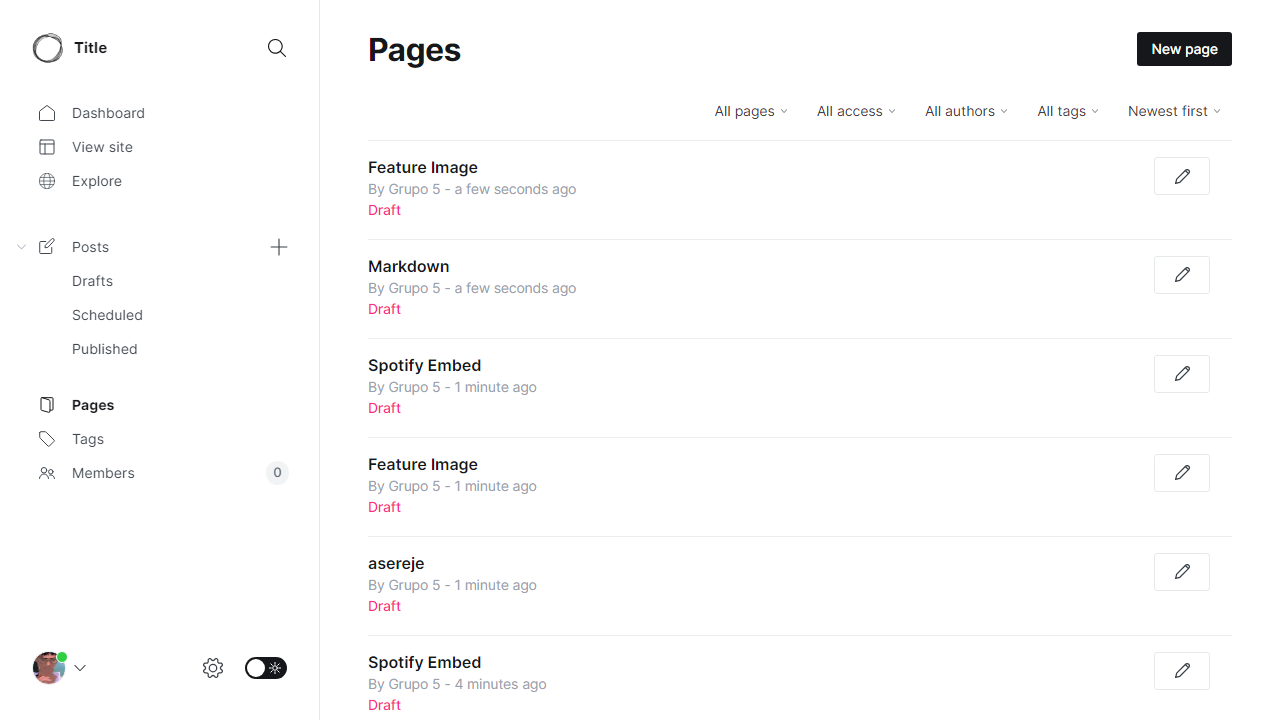 Title
Dashboard
View site
Explore
Posts
Drafts
Scheduled
Published
Pages
Tags
Members 0
Pages
New page
All pages All access All authors All tags Newest first
Feature Image
By Grupo 5 - a few seconds ago
Draft
Markdown
By Grupo 5 - a few seconds ago
Draft
Spotify Embed
By Grupo 5 - 1 minute ago
Draft
Feature Image
By Grupo 5 - 1 minute ago
Draft
asereje
By Grupo 5 - 1 minute ago
Draft
Spotify Embed
By Grupo 5 - 4 minutes ago
Draft